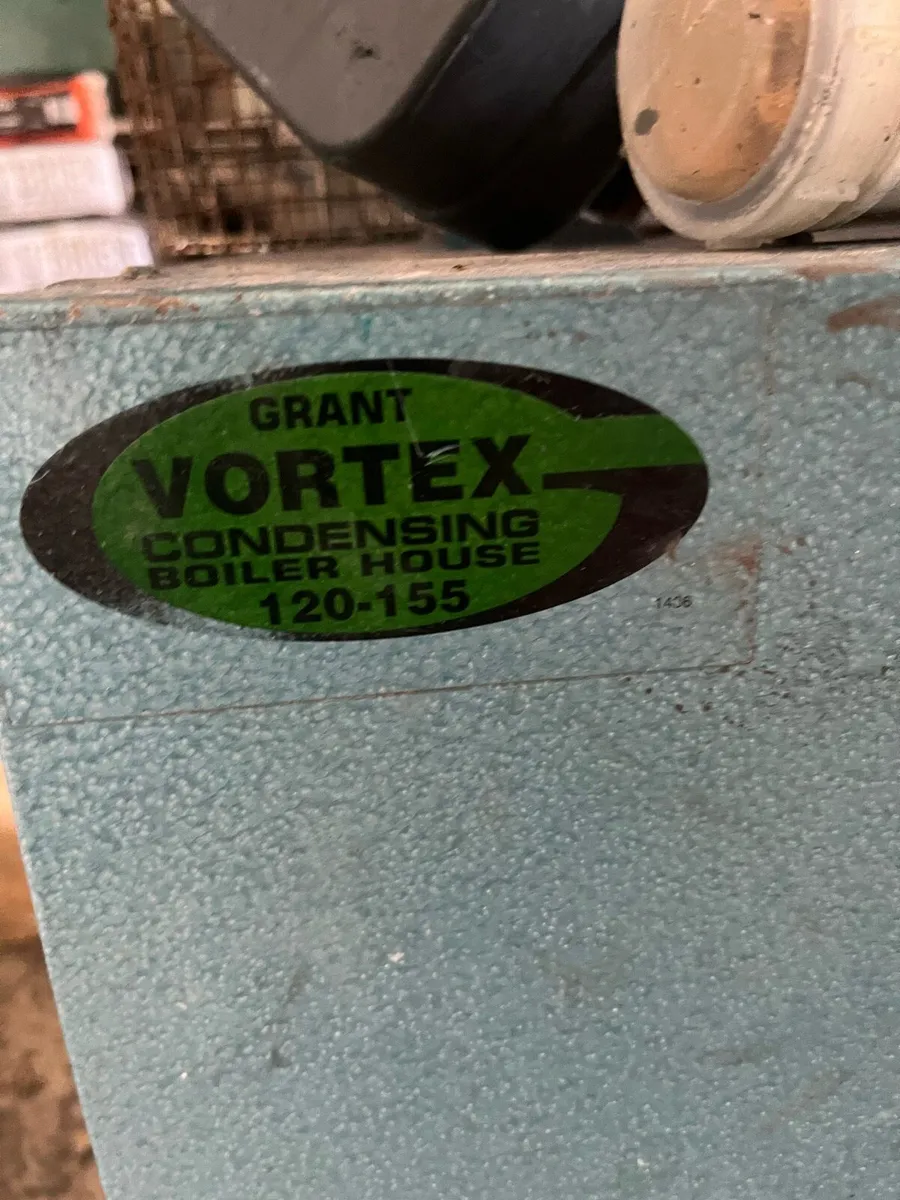 GRANT
VORTEX
CONDENSING
BOILER HOUSE
120-155
1436